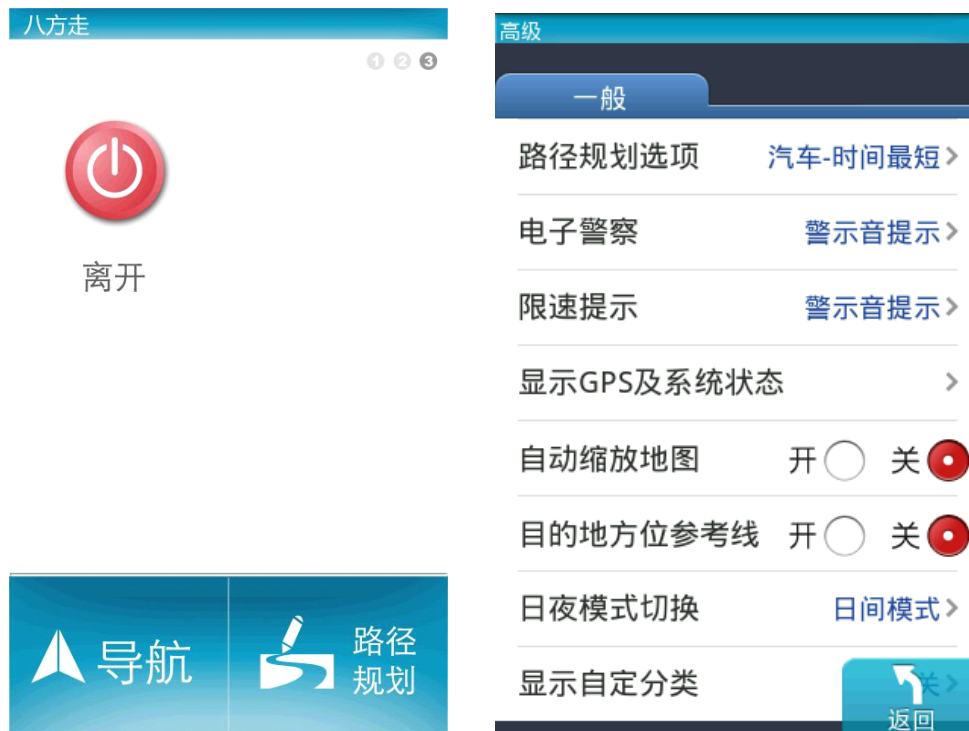 八方走
1 2 3
离开
导航
路径
规划
高级
一般
路径规划选项 汽车-时间最短>
电子警察 警示音提示>
限速提示 警示音提示>
显示GPS及系统状态 >
自动缩放地图 开 关
目的地方位参考线 开 关
日夜模式切换 日间模式>
显示自定分类 关>
返回